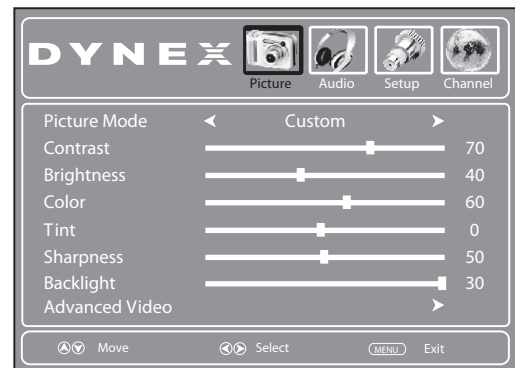 DYNEX
Picture Audio Setup Channel
Picture Mode Custom
Contrast 70
Brightness 40
Color 60
Tint 0
Sharpness 50
Backlight 30
Advanced Video
Move Select MENU Exit